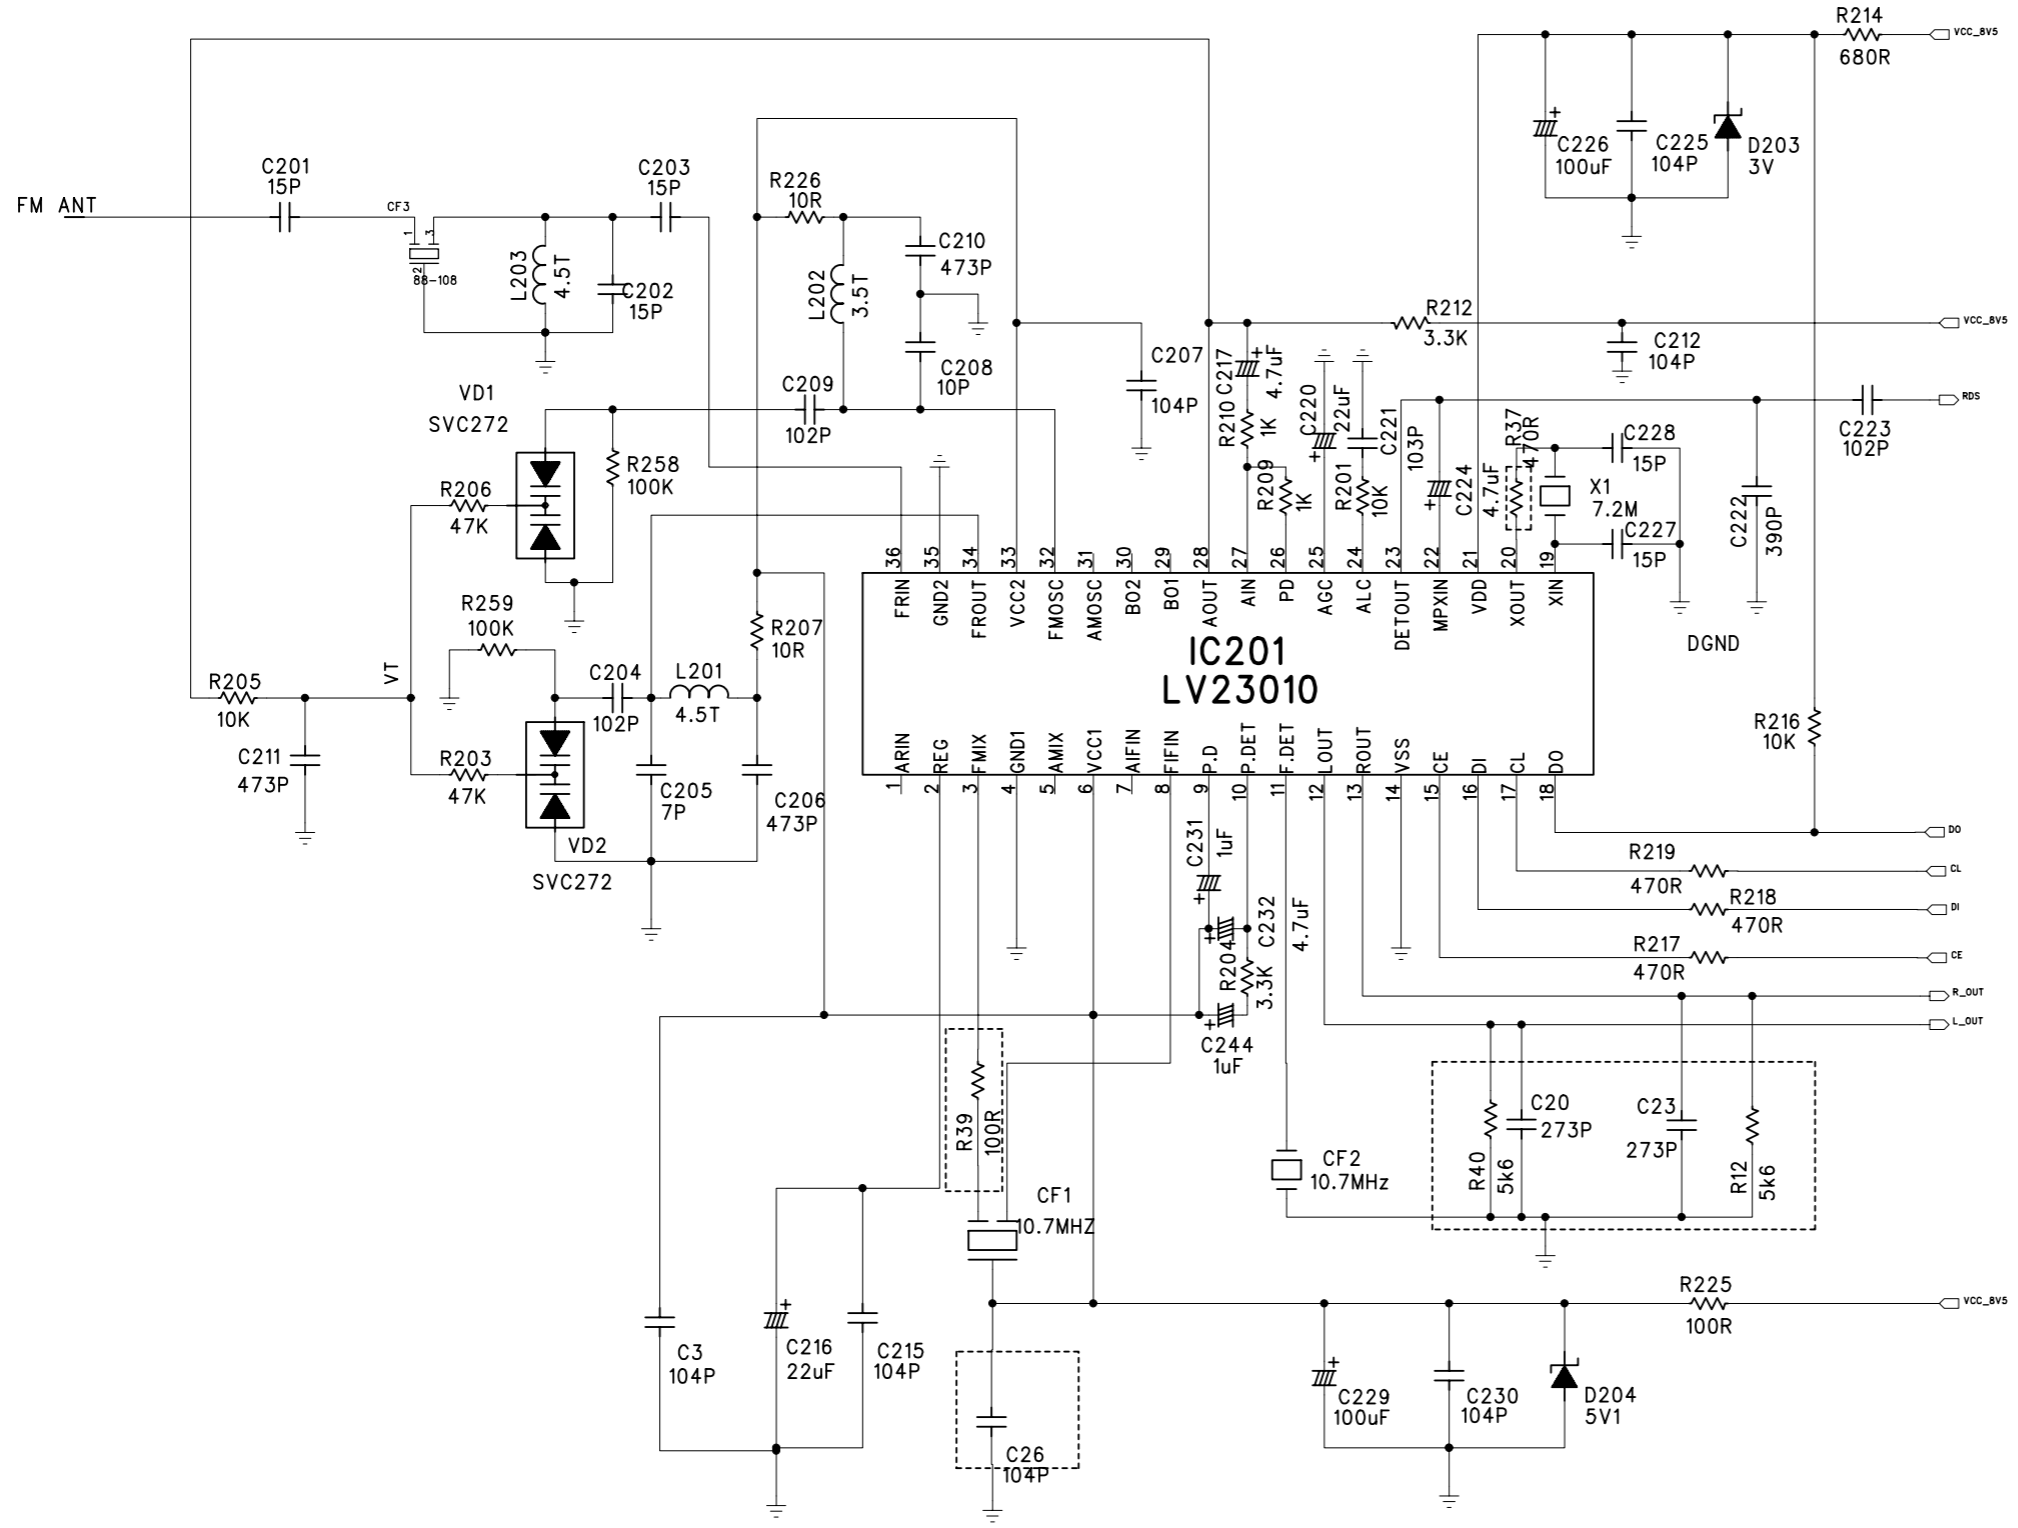 R214
VCC_8V5
680R
C226
100uF
C225
104P
D203
3V
C201
15P
C203
15P
R226
10R
FM ANT
CF3
1
3
2
88-108
L203
4.5T
C202
15P
C210
473P
L202
3.5T
C208
10P
C207
104P
R212
3.3K
VCC_8V5
C212
104P
C217
4.7uF
R210
1K
R209
1K
C220
22uF
C221
103P
R201
10K
C224
4.7uF
R37
470R
C228
15P
X1
7.2M
C227
15P
C222
390P
C223
102P
RDS
VD1
SVC272
C209
102P
R258
100K
R206
47K
R259
100K
VT
R205
10K
C211
473P
R203
47K
C204
102P
L201
4.5T
R207
10R
C205
7P
C206
473P
VD2
SVC272
36 35 34 33 32 31 30 29 28 27 26 25 24 23 22 21 20 19
FRIN GND2 FROUT VCC2 FMOSC AMOSC BO2 BO1 AOUT AIN PD AGC ALC DETOUT MPXIN VDD XOUT XIN
IC201
LV23010
DGND
ARIN REG FMIX GND1 AMIX VCC1 AIFIN FIFIN P.D P.DET F.DET LOUT ROUT VSS CE DI CL DO
1 2 3 4 5 6 7 8 9 10 11 12 13 14 15 16 17 18
R216
10K
DO
C231
1uF
R219
470R
CL
R218
470R
DI
C232
4.7uF
R217
470R
CE
R204
3.3K
R_OUT
L_OUT
C244
1uF
R39
100R
C20
273P
C23
273P
R40
5k6
R12
5k6
CF2
10.7MHz
CF1
10.7MHZ
R225
100R
VCC_8V5
C3
104P
C216
22uF
C215
104P
C229
100uF
C230
104P
D204
5V1
C26
104P